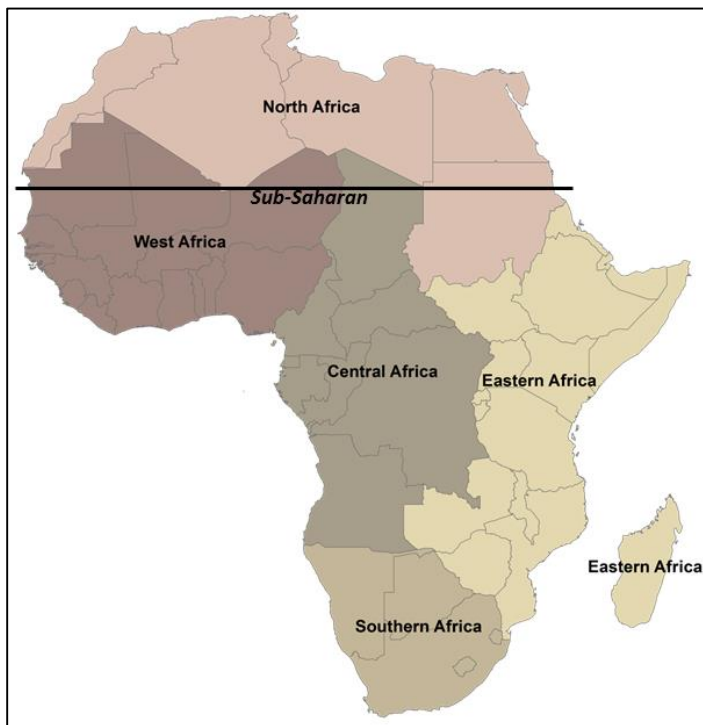 North Africa
Sub-Saharan
West Africa
Central Africa
Eastern Africa
Eastern Africa
Southern Africa